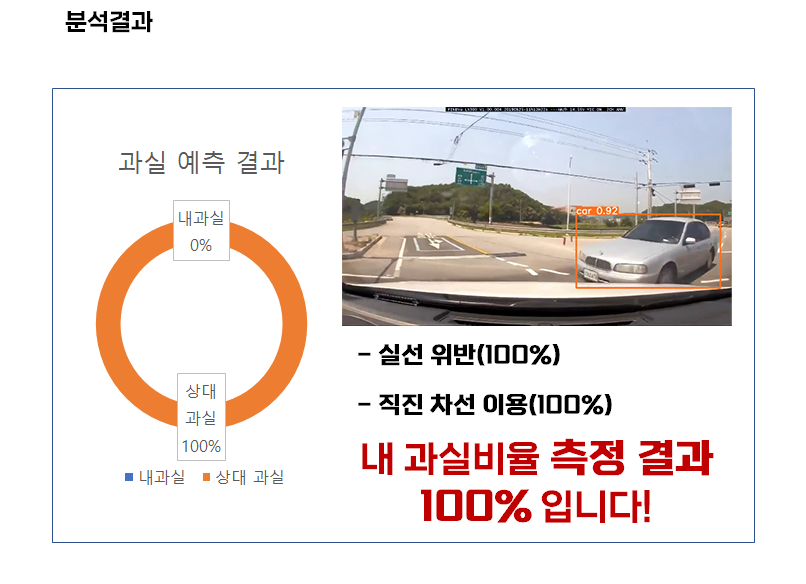 분석결과
과실 예측 결과
내과실
0%
상대
과실
100%
내과실 상대 과실
car 0.92
- 실선 위반(100%)
- 직진 차선 이용(100%)
내 과실비율 측정 결과
100% 입니다!